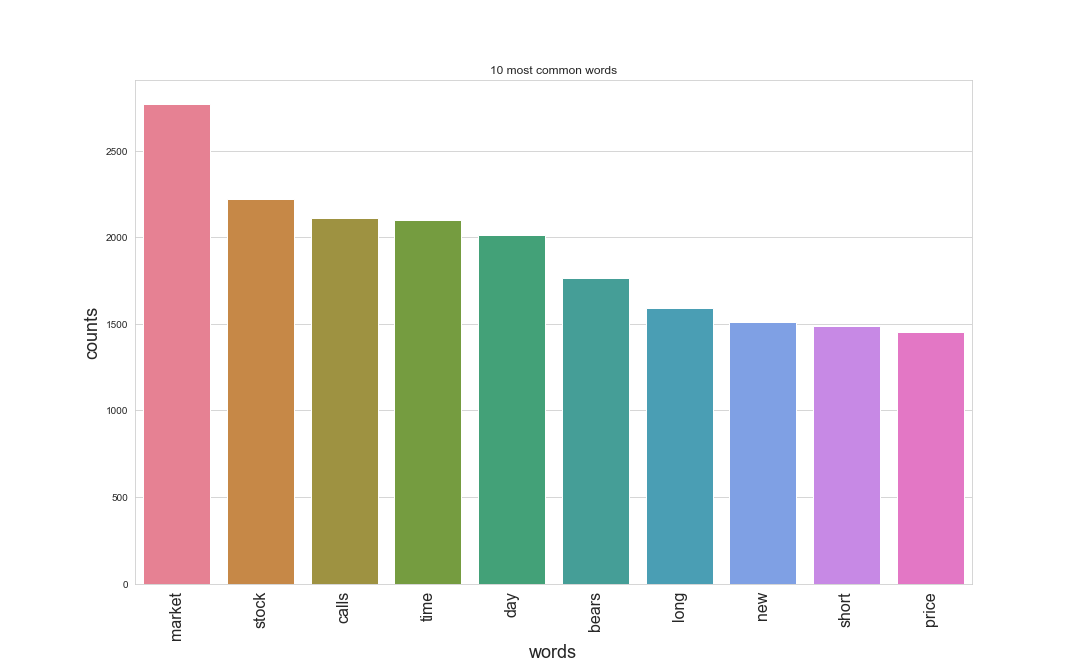 10 most common words
counts
2500
2000
1500
1000
500
0
market
stock
calls
time
day
bears
long
new
short
price
words